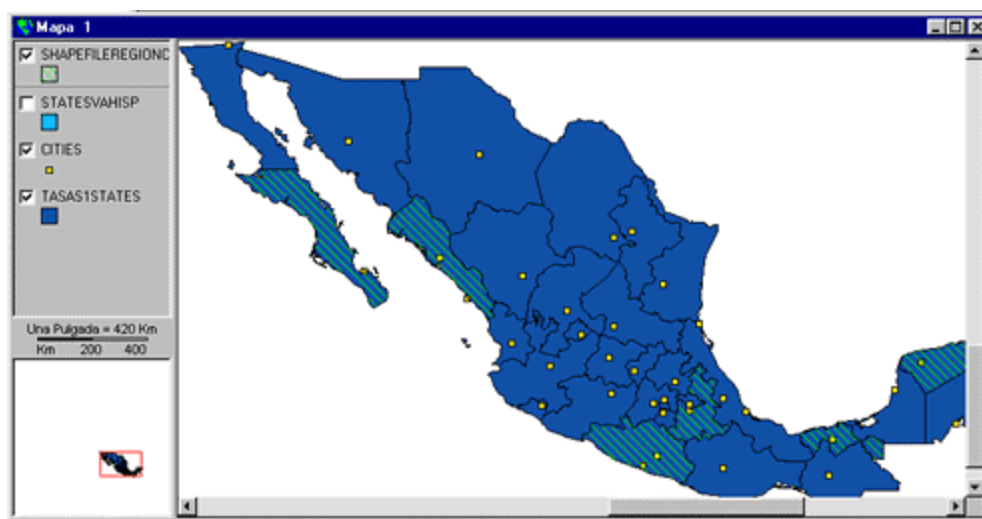 Mapa 1
SHAPEFILEREGIONC
STATESVAHISP
CITIES
TASAS1STATES
Una Pulgada = 420 Km
Km 200 400